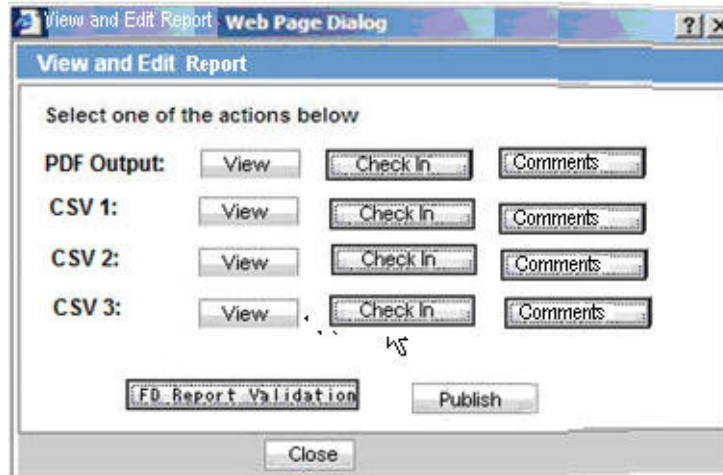 View and Edit Report Web Page Dialog
View and Edit Report
Select one of the actions below
PDF Output: View Check In Comments
CSV 1: View Check In Comments
CSV 2: View Check In Comments
CSV 3: View Check In Comments
FD Report Validation Publish
Close